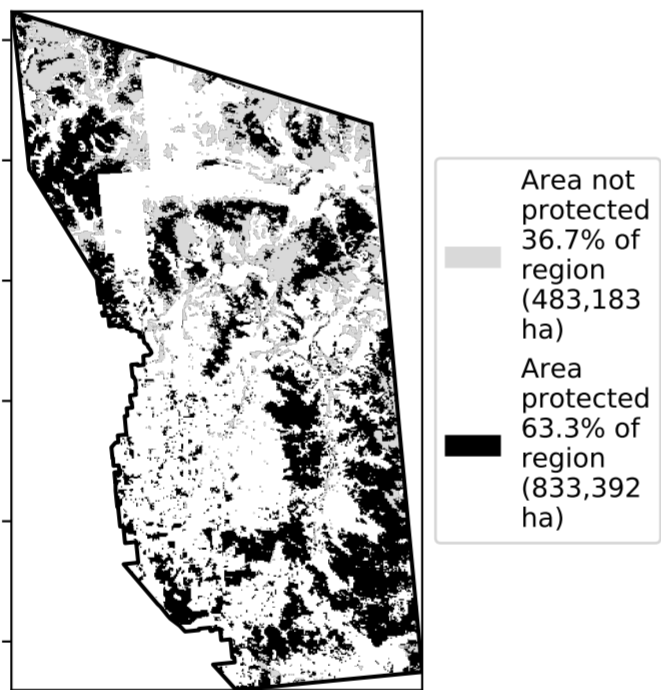 Area not
protected
36.7% of
region
(483,183
ha)
Area
protected
63.3% of
region
(833,392
ha)